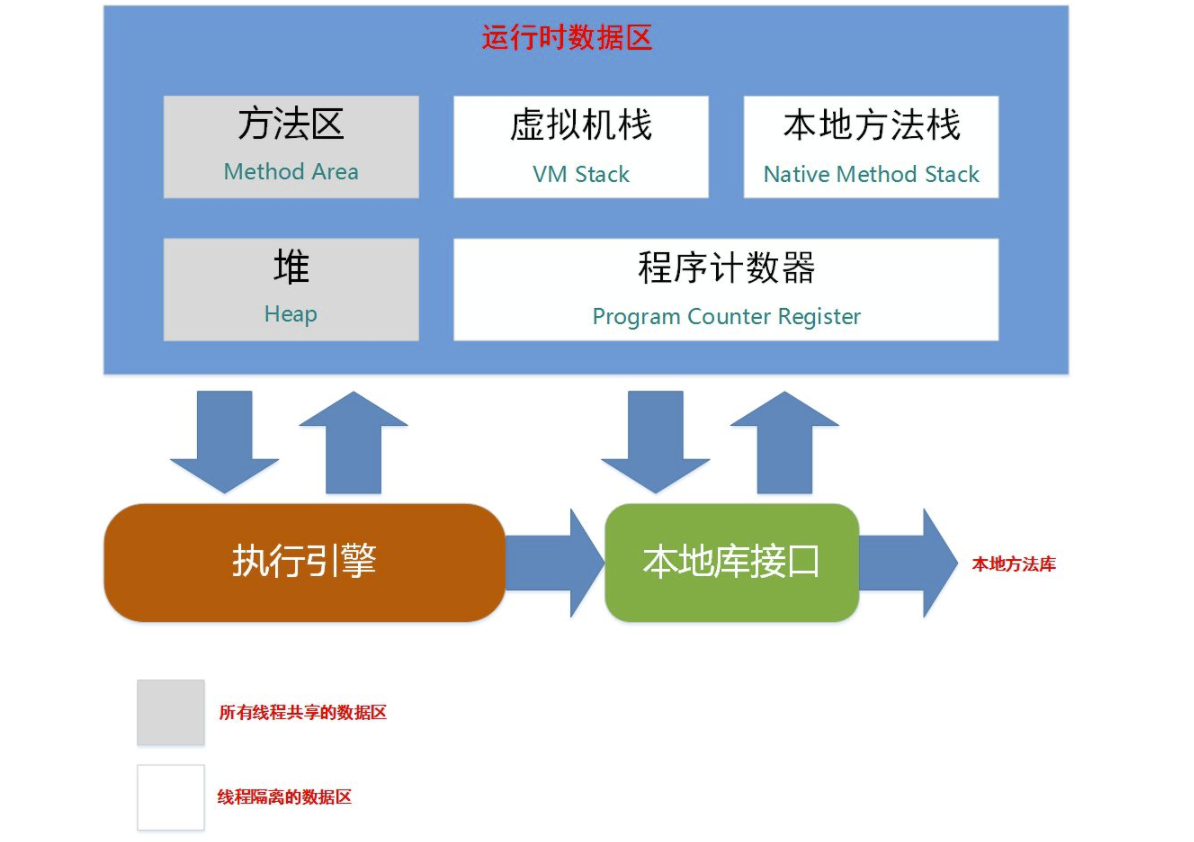 运行时数据区
方法区
Method Area
虚拟机栈
VM Stack
本地方法栈
Native Method Stack
堆
Heap
程序计数器
Program Counter Register
执行引擎
本地库接口
本地方法库
所有线程共享的数据区
线程隔离的数据区